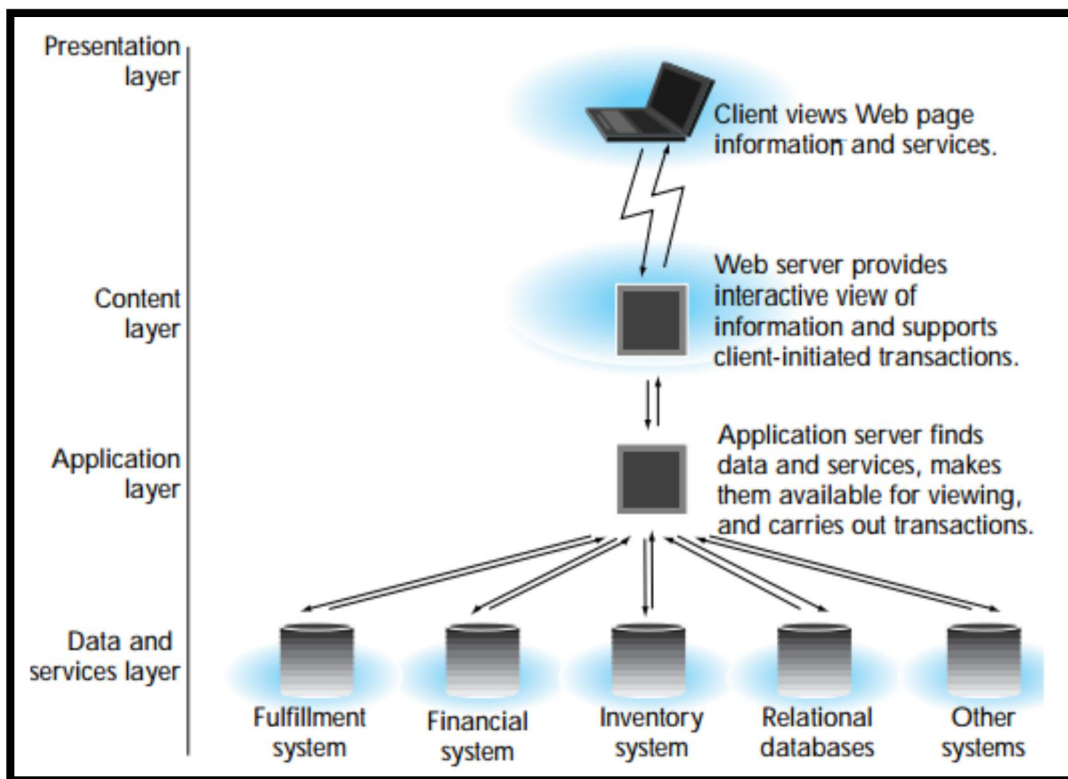 Presentation
layer
Client views Web page
information and services.
Content
layer
Web server provides
interactive view of
information and supports
client-initiated transactions.
Application
layer
Application server finds
data and services, makes
them available for viewing,
and carries out transactions.
Data and
services layer
Fulfillment
system
Financial
system
Inventory
system
Relational
databases
Other
systems